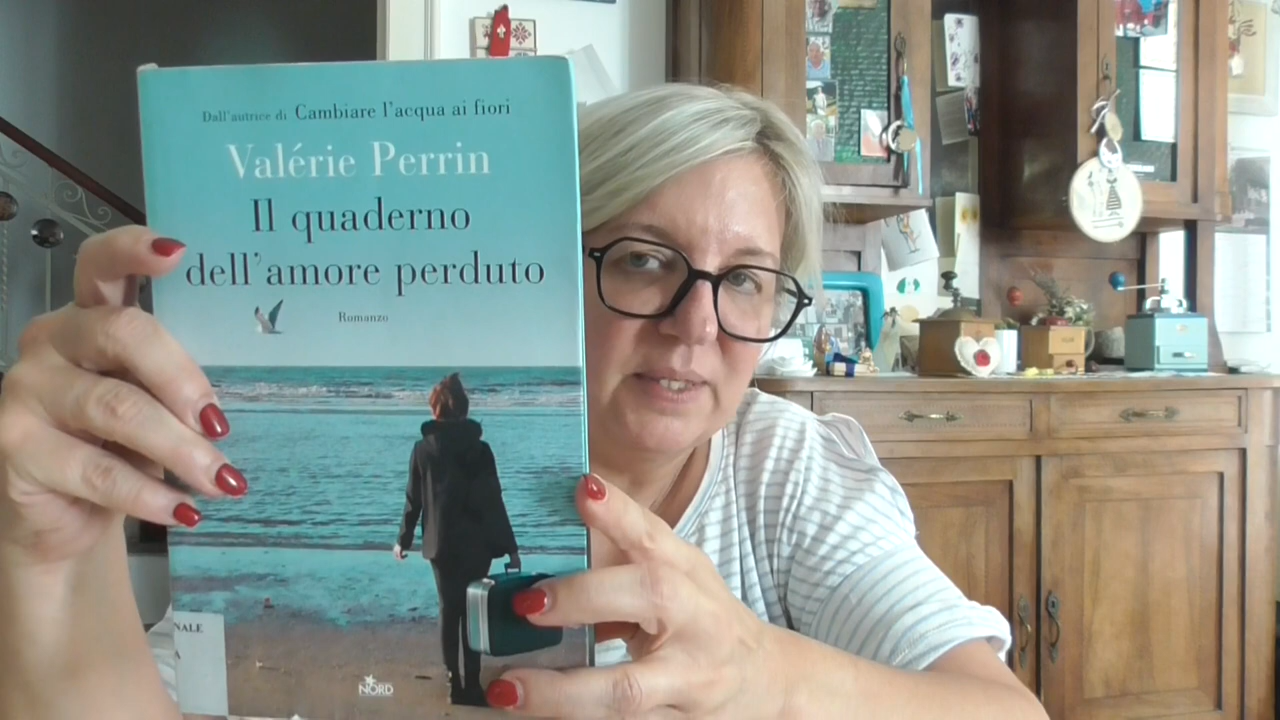 Dall'autrice di Cambiare l'acqua ai fiori
Valérie Perrin
Il quaderno
dell'amore perduto
Romanzo
NALE
NORD